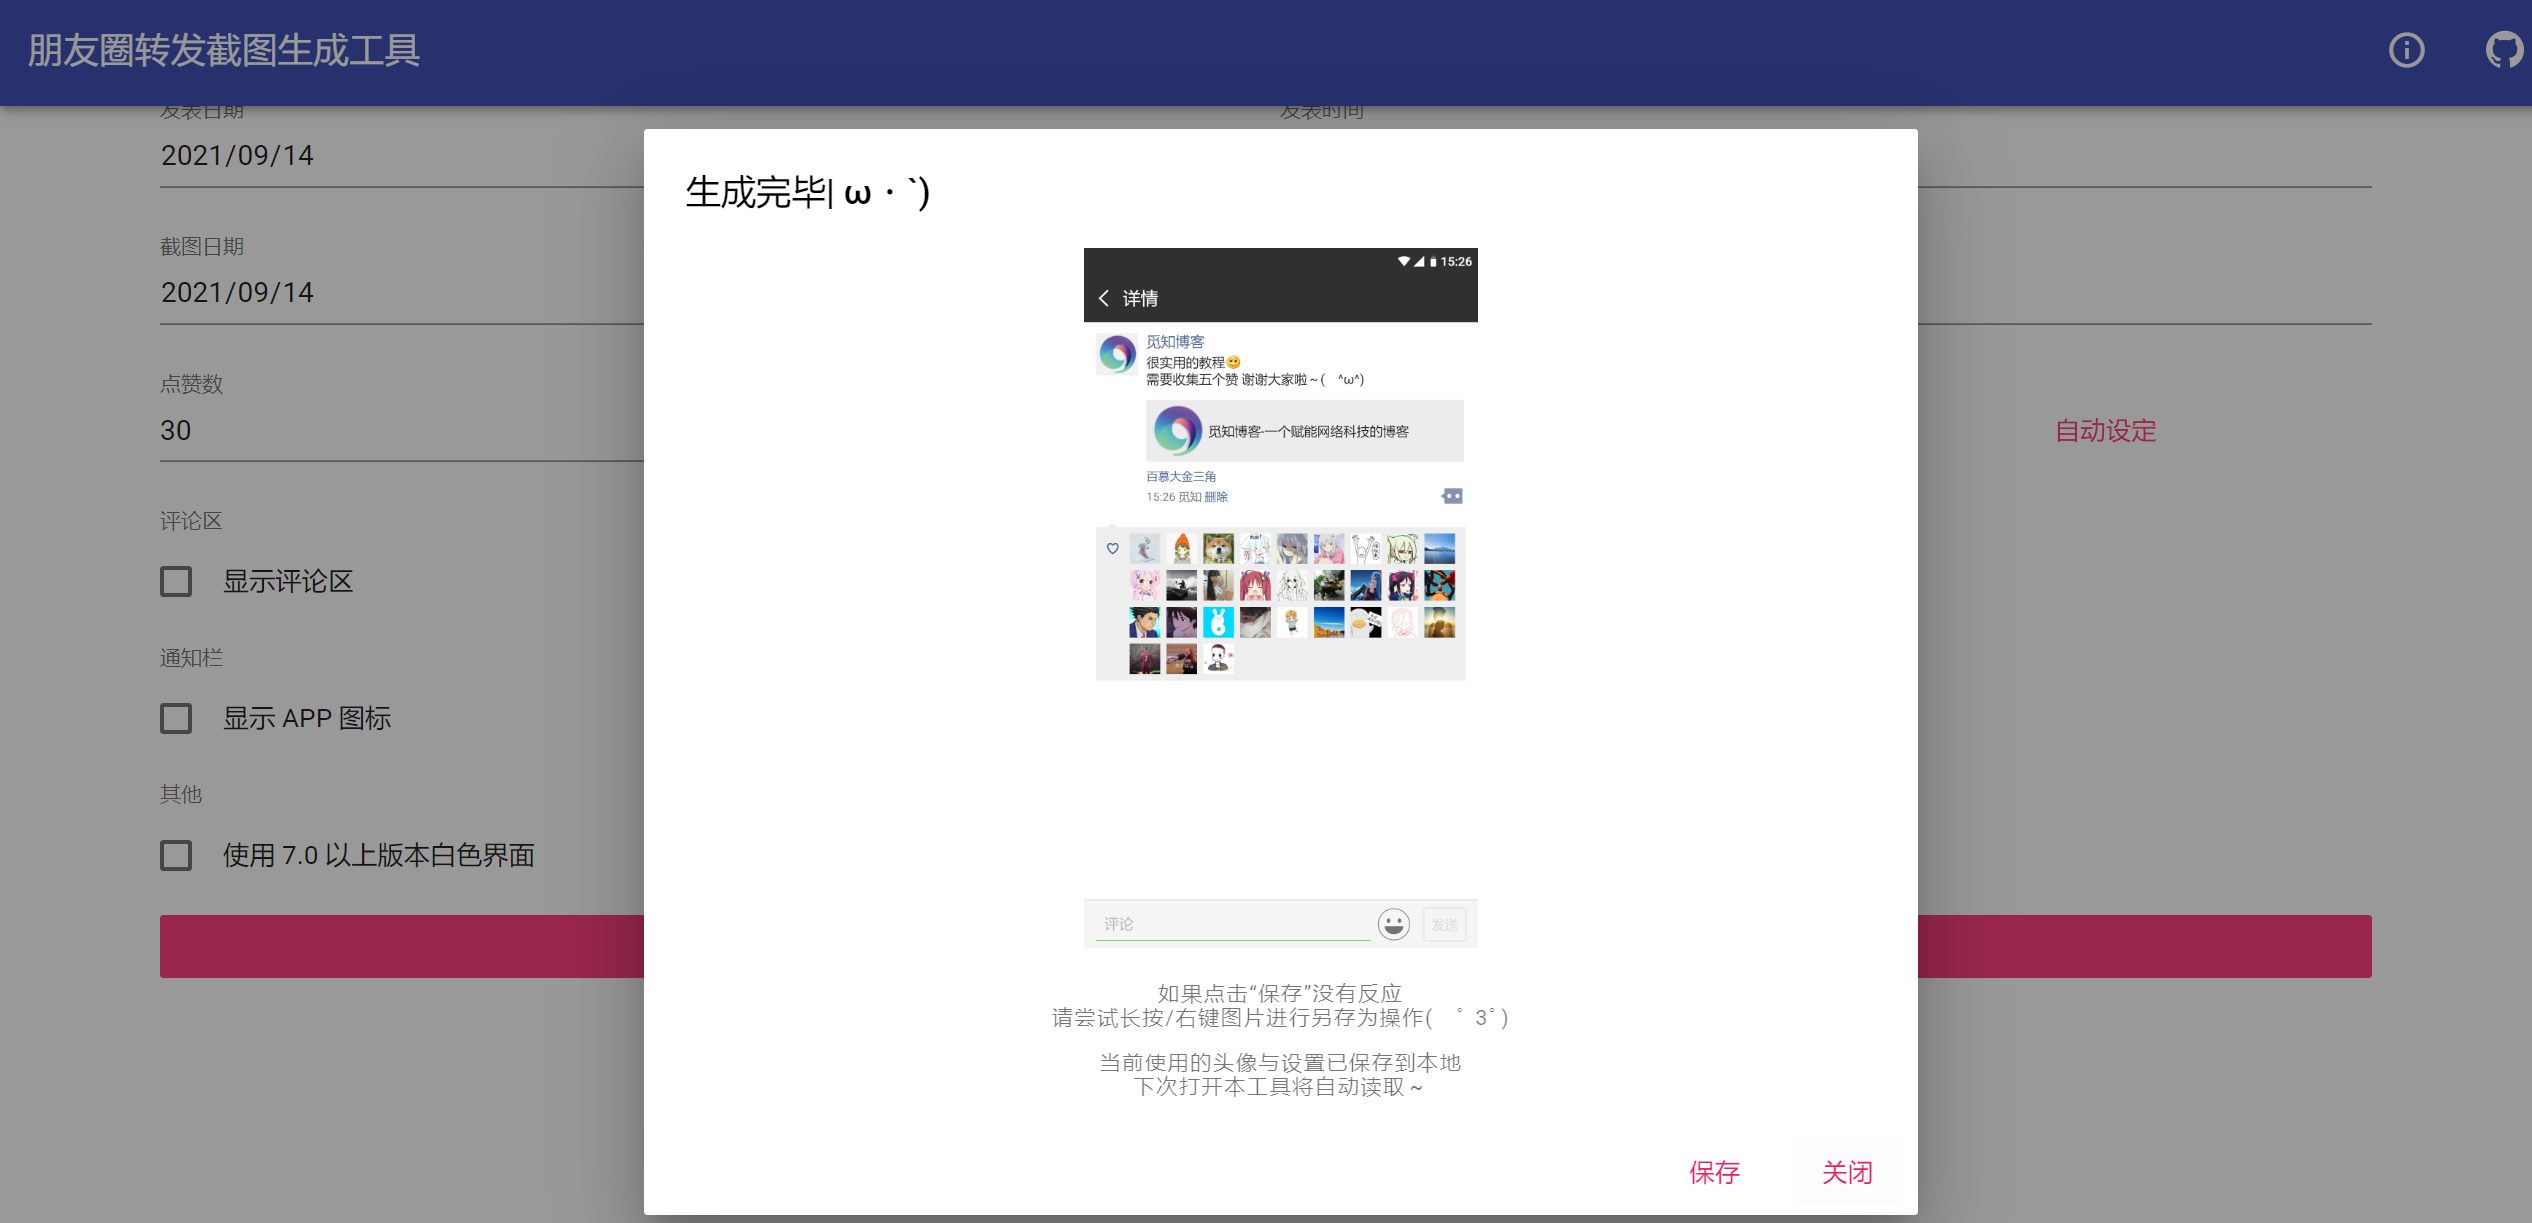 朋友圈转发截图生成工具
发表日期
发表时间
2021/09/14
截图日期
2021/09/14
点赞数
30
自动设定
评论区
显示评论区
通知栏
显示 APP 图标
其他
使用 7.0 以上版本白色界面
生成完毕| ω・`)
15:26
详情
觅知博客
很实用的教程😊
需要收集五个赞 谢谢大家啦～(　^ω^)
觅知博客-一个赋能网络科技的博客
百慕大金三角
15:26 觅知 删除
评论
发送
如果点击“保存”没有反应
请尝试长按/右键图片进行另存为操作(　ﾟ 3ﾟ)
当前使用的头像与设置已保存到本地
下次打开本工具将自动读取～
保存
关闭